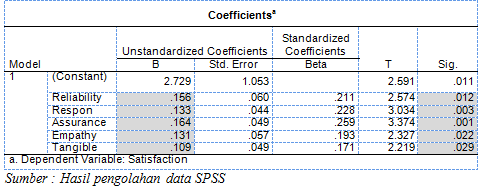 Coefficientsª
Unstandardized Coefficients Standardized Coefficients
Model B Std. Error Beta T Sig.
1 (Constant) 2.729 1.053 2.591 .011
Reliability .156 .060 .211 2.574 .012
Respon .133 .044 .228 3.034 .003
Assurance .164 .049 .259 3.374 .001
Empathy .131 .057 .193 2.327 .022
Tangible .109 .049 .171 2.219 .029
a. Dependent Variable: Satisfaction
Sumber : Hasil pengolahan data SPSS